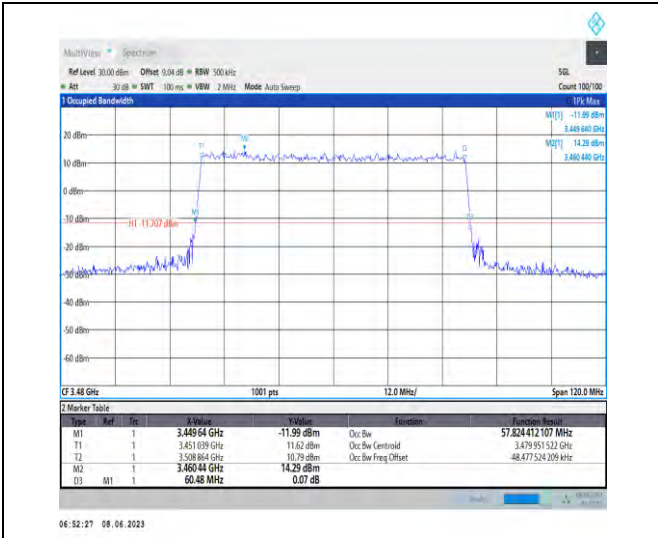 MultiView Spectrum
Ref Level 30.00 dBm Offset 9.04 dB RBW 500 kHz SGL
Att 30 dB SWT 100 ms VBW 2 MHz Mode Auto Sweep Count 100/100
1 Occupied Bandwidth 1Pk Max
M1[1] -11.99 dBm
3.449 640 GHz
M2[1] 14.29 dBm
3.460 440 GHz
20 dBm
T1
M2
10 dBm
0 dBm
-10 dBm
M1
H1 -11.707 dBm
-20 dBm
-30 dBm
-40 dBm
-50 dBm
-60 dBm
CF 3.48 GHz 1001 pts 12.0 MHz/ Span 120.0 MHz
2 Marker Table
Type Ref Trc X-Value Y-Value Function Function Result
M1 1 3.449 64 GHz -11.99 dBm Occ Bw 57.824 412 107 MHz
T1 1 3.451 039 GHz 11.62 dBm Occ Bw Centroid 3.479 951 522 GHz
T2 1 3.508 864 GHz 10.79 dBm Occ Bw Freq Offset -48.477 524 209 kHz
M2 1 3.460 44 GHz 14.29 dBm
D3 M1 1 60.48 MHz 0.07 dB
06:52:27 08.06.2023